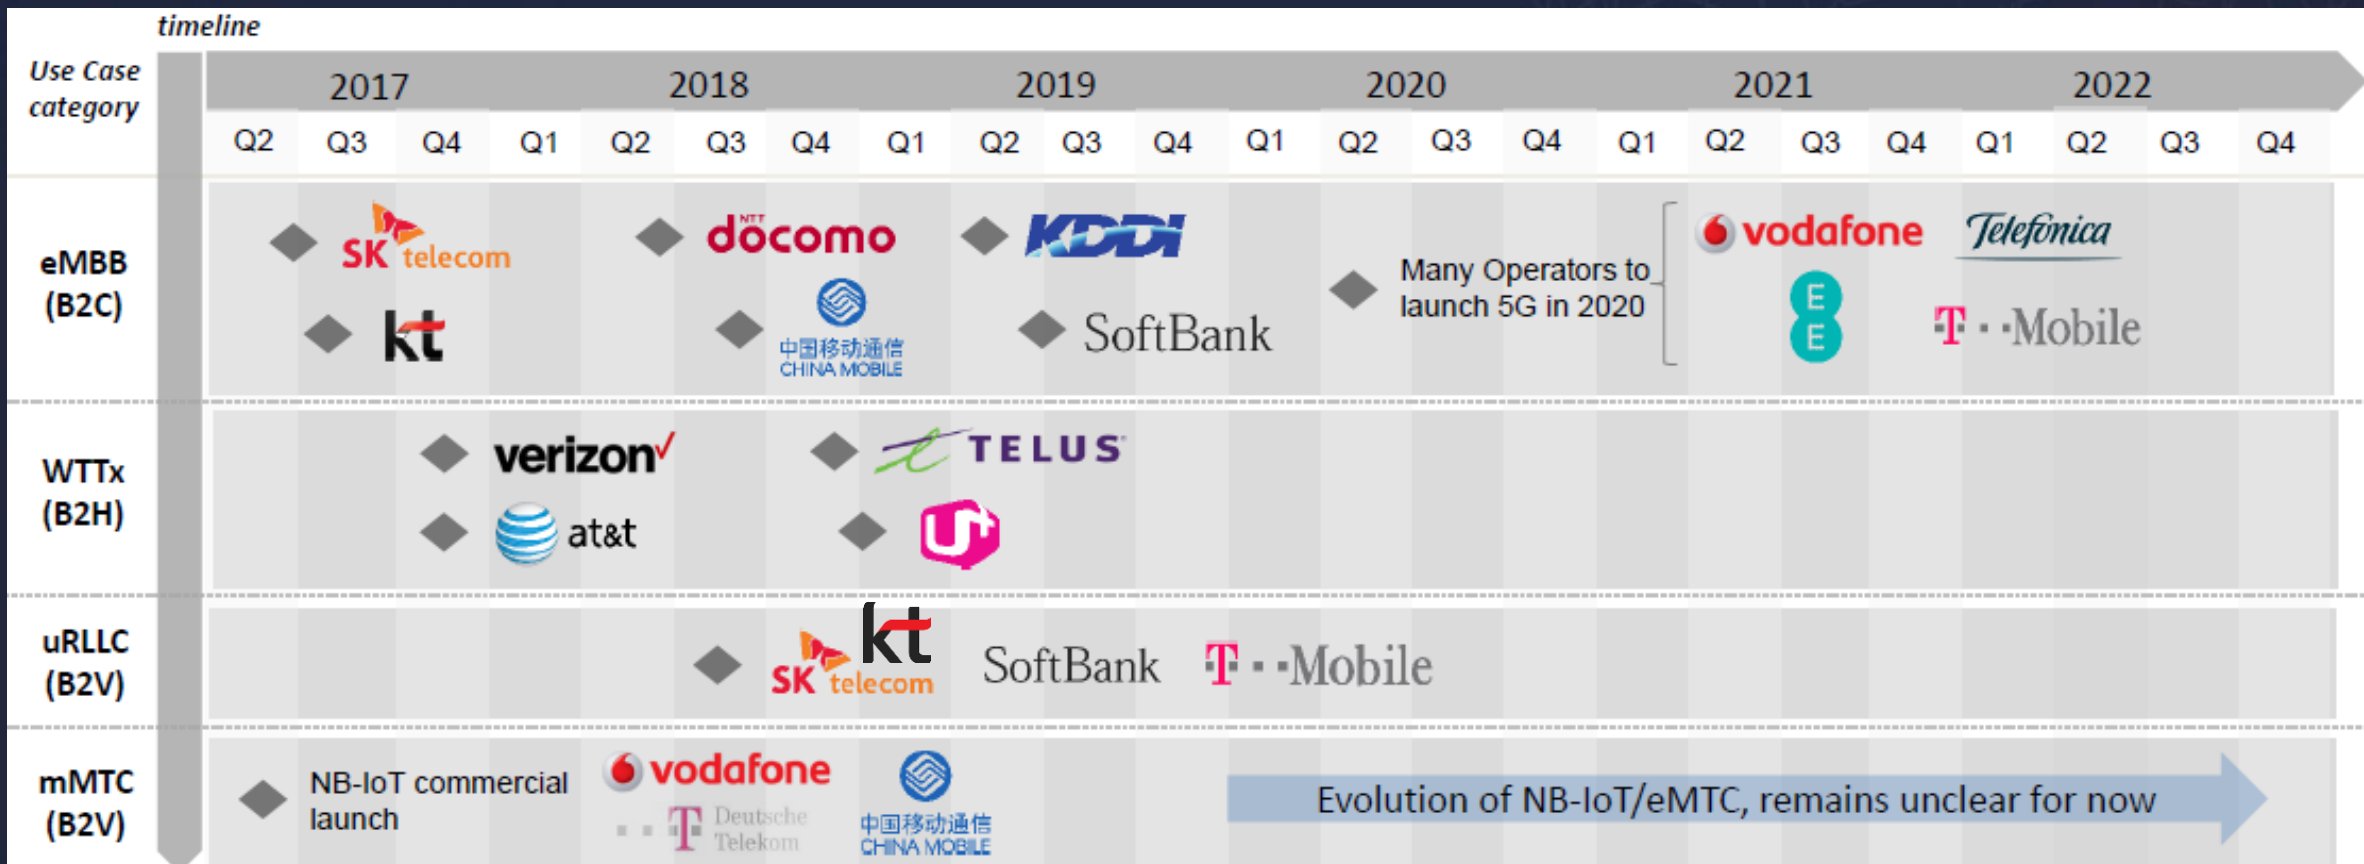 timeline
Use Case
category
2017 2018 2019 2020 2021 2022
Q2 Q3 Q4 Q1 Q2 Q3 Q4 Q1 Q2 Q3 Q4 Q1 Q2 Q3 Q4 Q1 Q2 Q3 Q4 Q1 Q2 Q3 Q4
eMBB
(B2C)
SK telecom
NTT
döcomo
KDDI
Many Operators to
launch 5G in 2020
vodafone
Telefónica
kt
中国移动通信
CHINA MOBILE
SoftBank
E
E
T··Mobile
WTTx
(B2H)
verizon
TELUS
at&t
U+
uRLLC
(B2V)
SK telecom
kt
SoftBank
T··Mobile
mMTC
(B2V)
NB-IoT commercial
launch
vodafone
T
Deutsche
Telekom
中国移动通信
CHINA MOBILE
Evolution of NB-IoT/eMTC, remains unclear for now